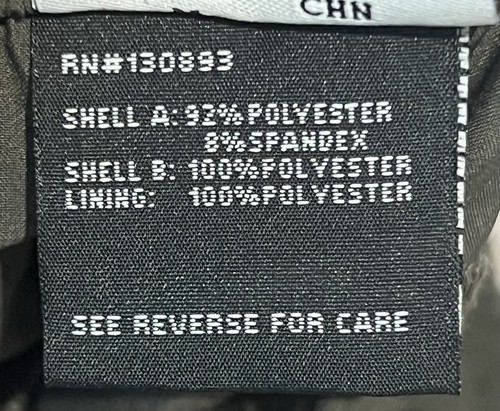 CHN
RN#130893
SHELL A: 92% POLYESTER
8% SPANDEX
SHELL B: 100% POLYESTER
LINING: 100% POLYESTER
SEE REVERSE FOR CARE